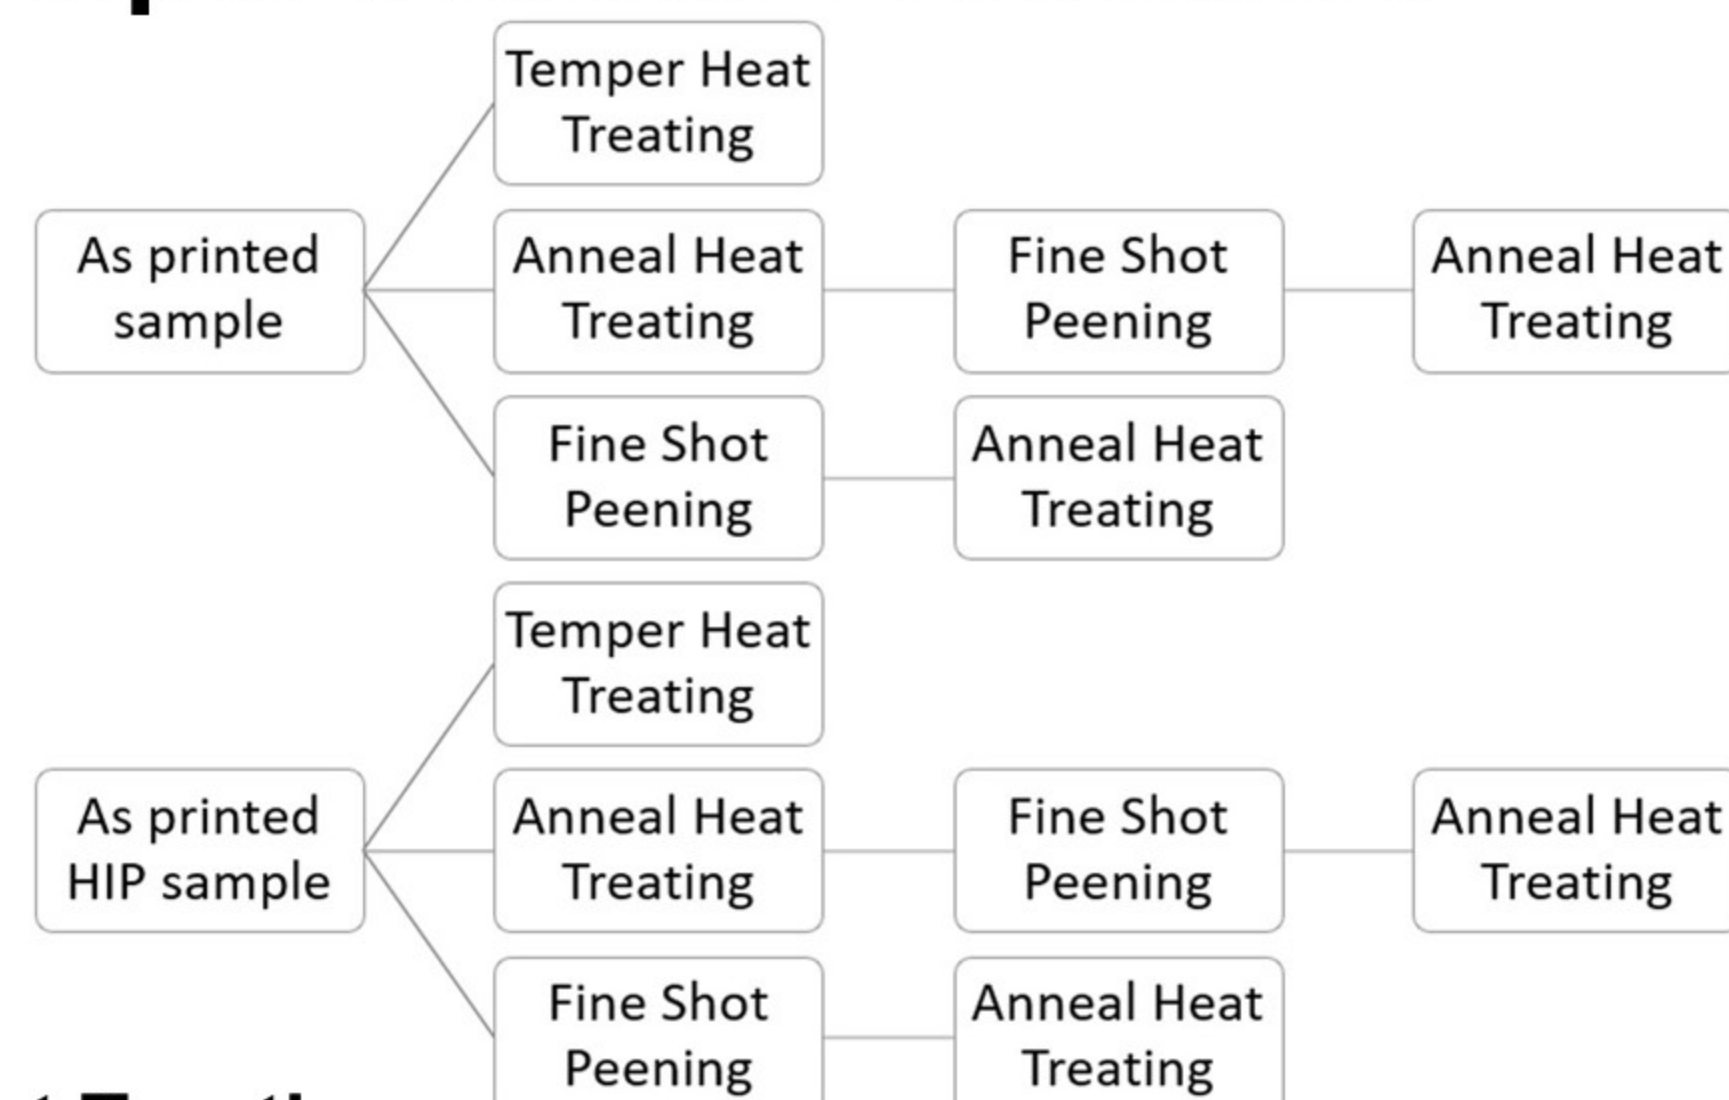 Temper Heat
Treating
As printed
sample
Anneal Heat
Treating
Fine Shot
Peening
Anneal Heat
Treating
Fine Shot
Peening
Anneal Heat
Treating
Temper Heat
Treating
As printed
HIP sample
Anneal Heat
Treating
Fine Shot
Peening
Anneal Heat
Treating
Fine Shot
Peening
Anneal Heat
Treating